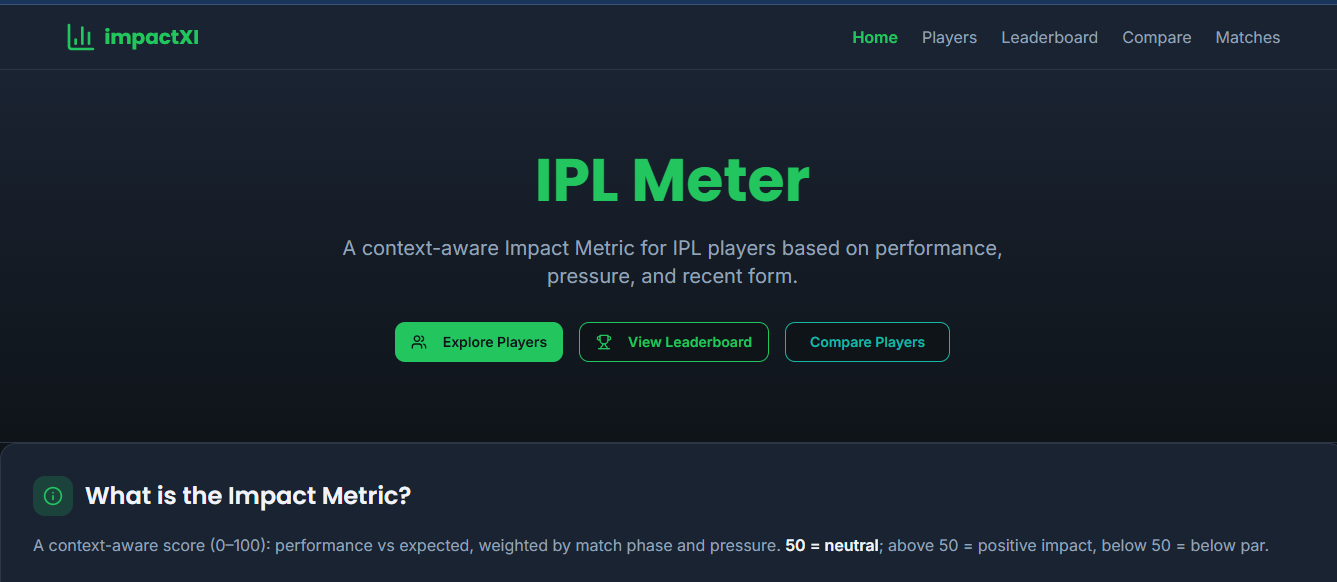 impactXI
Home Players Leaderboard Compare Matches
IPL Meter
A context-aware Impact Metric for IPL players based on performance,
pressure, and recent form.
Explore Players View Leaderboard Compare Players
What is the Impact Metric?
A context-aware score (0–100): performance vs expected, weighted by match phase and pressure. 50 = neutral; above 50 = positive impact, below 50 = below par.